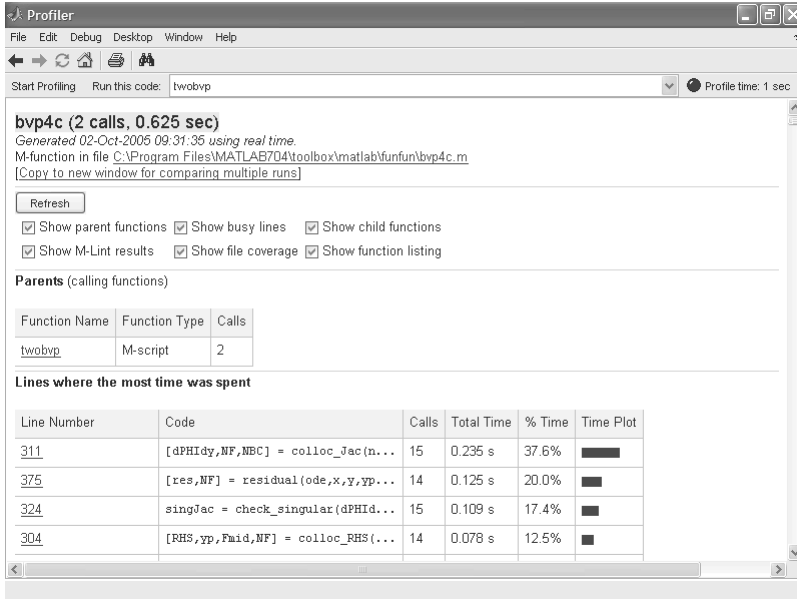 Profiler
File Edit Debug Desktop Window Help
Start Profiling Run this code: twobvp Profile time: 1 sec
bvp4c (2 calls, 0.625 sec)
Generated 02-Oct-2005 09:31:35 using real time.
M-function in file C:\Program Files\MATLAB704\toolbox\matlab\funfun\bvp4c.m
[Copy to new window for comparing multiple runs]
Refresh
Show parent functions Show busy lines Show child functions
Show M-Lint results Show file coverage Show function listing
Parents (calling functions)
Function Name Function Type Calls
twobvp M-script 2
Lines where the most time was spent
Line Number Code Calls Total Time % Time Time Plot
311 [dPHIdy,NF,NBC] = colloc_Jac(n... 15 0.235 s 37.6%
375 [res,NF] = residual(ode,x,y,yp... 14 0.125 s 20.0%
324 singJac = check_singular(dPHId... 15 0.109 s 17.4%
304 [RHS,yp,Fmid,NF] = colloc_RHS(... 14 0.078 s 12.5%